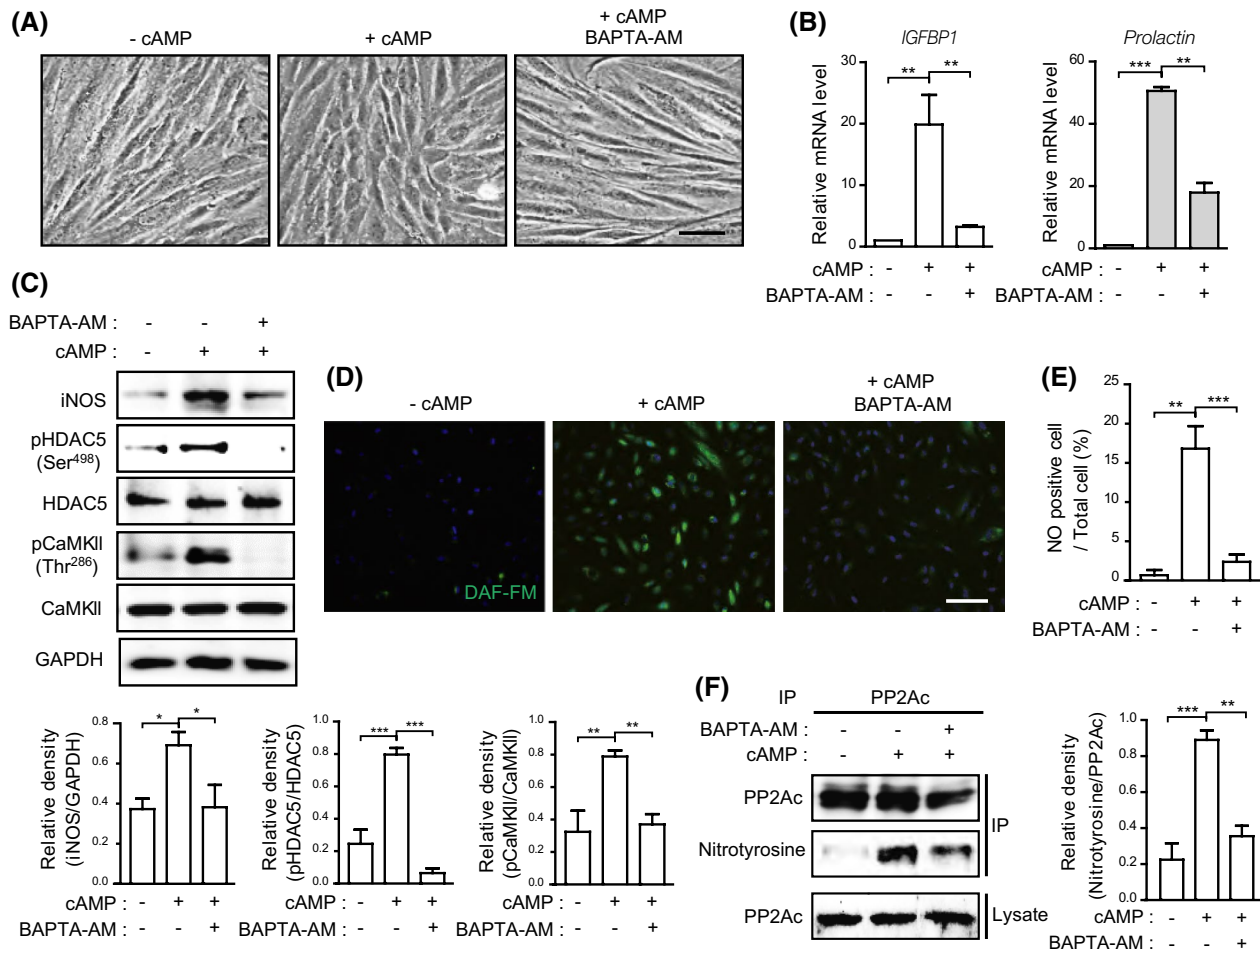 (A)
- cAMP
+ cAMP
+ cAMP
BAPTA-AM
(B)
IGFBP1
Relative mRNA level
30
20
10
0
** **
cAMP : - + +
BAPTA-AM : - - +
Prolactin
Relative mRNA level
60
40
20
0
*** **
cAMP : - + +
BAPTA-AM : - - +
(C)
BAPTA-AM : - - +
cAMP : - + +
iNOS
pHDAC5
(Ser498)
HDAC5
pCaMKII
(Thr286)
CaMKII
GAPDH
Relative density
(iNOS/GAPDH)
0.8
0.6
0.4
0.2
0.0
* *
cAMP : - + +
BAPTA-AM : - - +
Relative density
(pHDAC5/HDAC5)
1.0
0.8
0.6
0.4
0.2
0.0
*** ***
cAMP : - + +
BAPTA-AM : - - +
Relative density
(pCaMKII/CaMKII)
1.0
0.8
0.6
0.4
0.2
0.0
** **
cAMP : - + +
BAPTA-AM : - - +
(D)
- cAMP
+ cAMP
+ cAMP
BAPTA-AM
DAF-FM
(E)
NO positive cell
/ Total cell (%)
25
20
15
10
5
0
** ***
cAMP : - + +
BAPTA-AM : - - +
(F)
IP PP2Ac
BAPTA-AM : - - +
cAMP : - + +
PP2Ac
Nitrotyrosine
IP
PP2Ac
Lysate
Relative density
(Nitrotyrosine/PP2Ac)
1.0
0.8
0.6
0.4
0.2
0.0
*** **
cAMP : - + +
BAPTA-AM : - - +